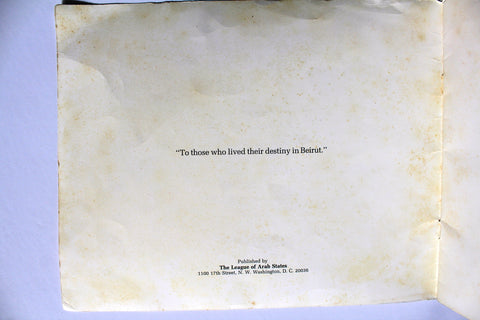 "To those who lived their destiny in Beirut."
Published by
The League of Arab States
1100 17th Street, N. W. Washington, D. C. 20036